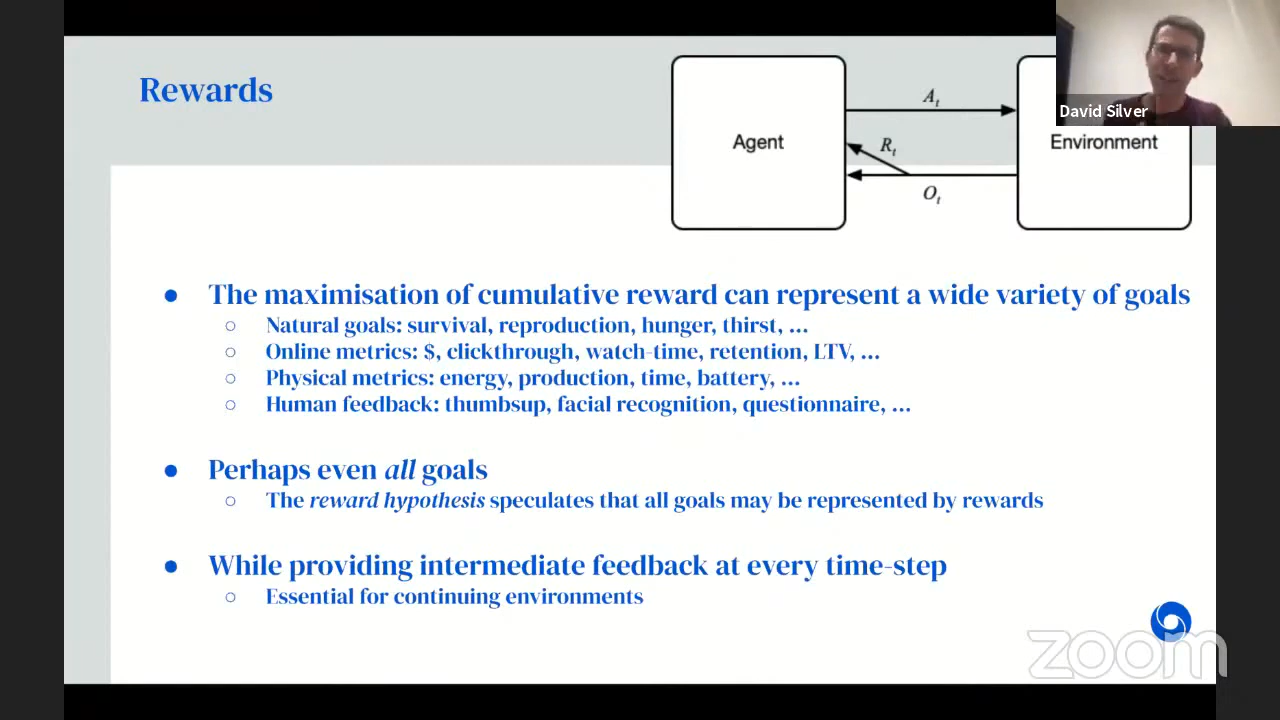 Rewards
Agent
A_t
R_t
O_t
Environment
David Silver
● The maximisation of cumulative reward can represent a wide variety of goals
○ Natural goals: survival, reproduction, hunger, thirst, ...
○ Online metrics: $, clickthrough, watch-time, retention, LTV, ...
○ Physical metrics: energy, production, time, battery, ...
○ Human feedback: thumbsup, facial recognition, questionnaire, ...
● Perhaps even all goals
○ The reward hypothesis speculates that all goals may be represented by rewards
● While providing intermediate feedback at every time-step
○ Essential for continuing environments
zoom